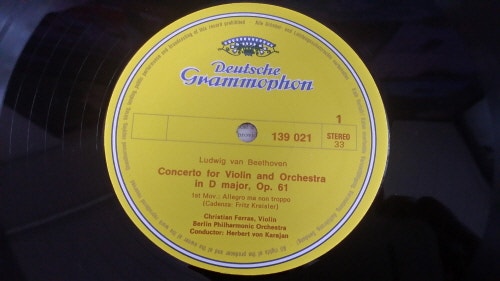 Deutsche
Grammophon
1
139 021
STEREO
33
Ludwig van Beethoven
Concerto for Violin and Orchestra
in D major, Op. 61
1st Mov.: Allegro ma non troppo
(Cadenza: Fritz Kreisler)
Christian Ferras, Violin
Berlin Philharmonic Orchestra
Conductor: Herbert von Karajan